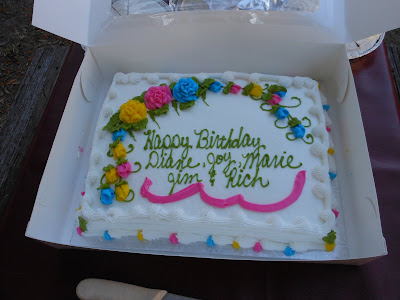 Happy Birthday
Diane, Joy, Marie
Jim & Rich